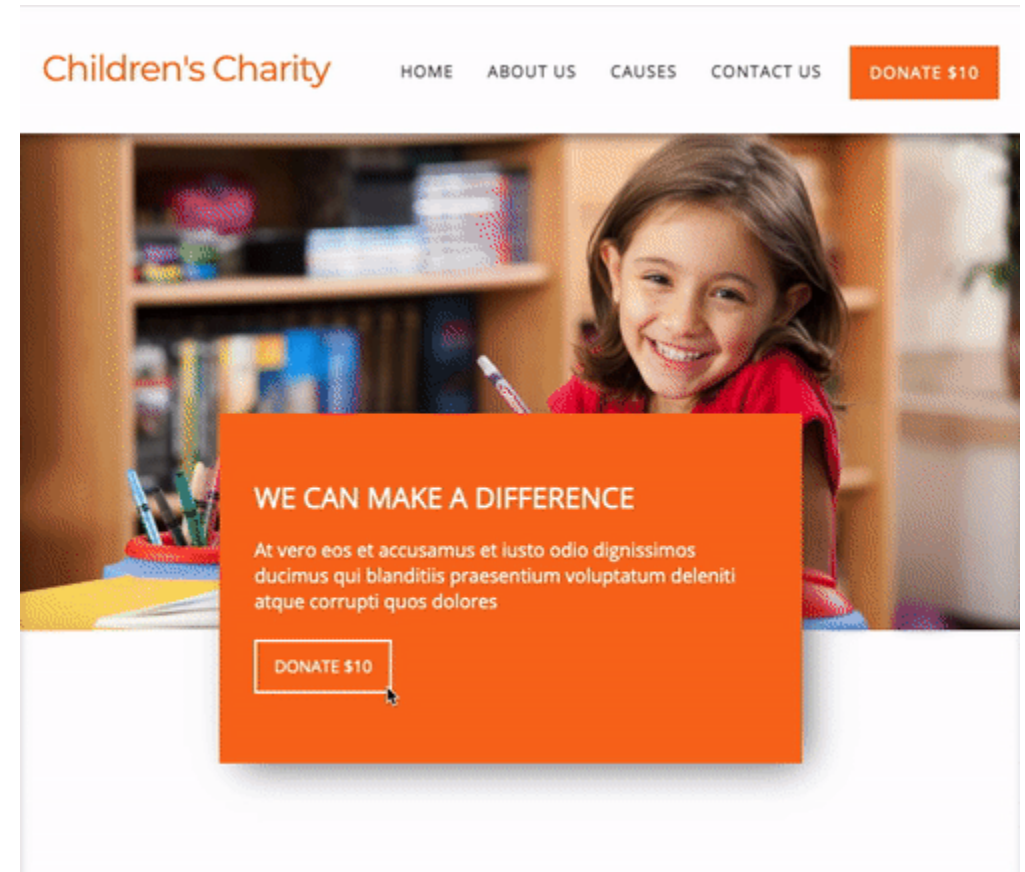 Children's Charity
HOME ABOUT US CAUSES CONTACT US DONATE $10
WE CAN MAKE A DIFFERENCE
At vero eos et accusamus et iusto odio dignissimos
ducimus qui blanditiis praesentium voluptatum deleniti
atque corrupti quos dolores
DONATE $10